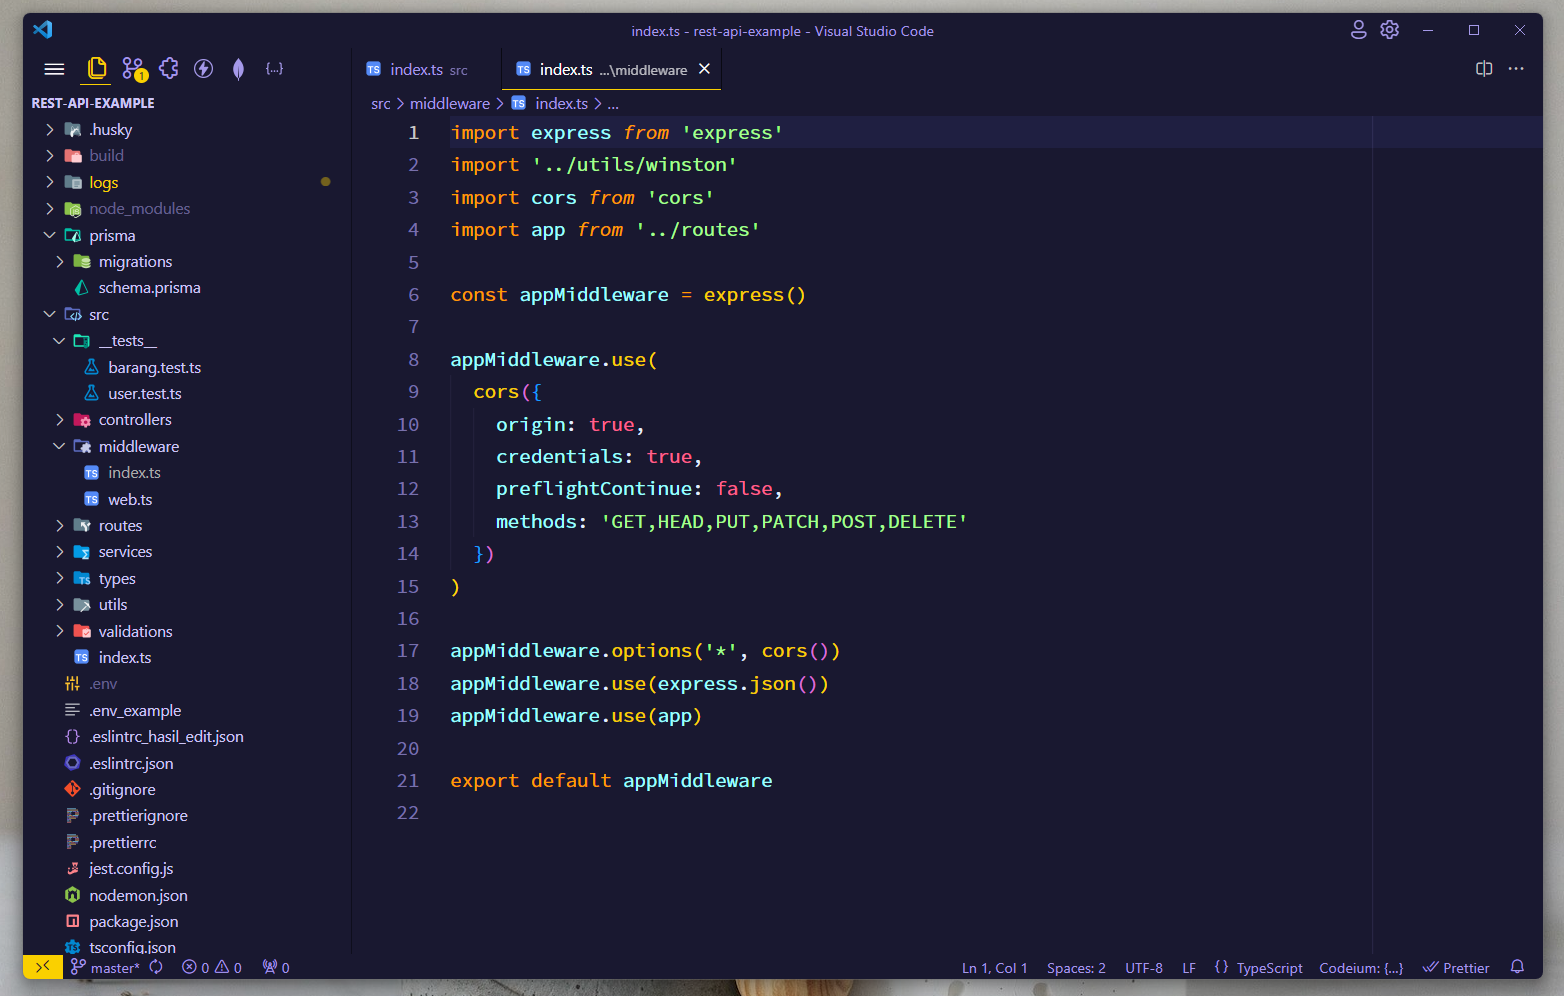 index.ts - rest-api-example - Visual Studio Code
1
{...}
index.ts src
index.ts ...\middleware
REST-API-EXAMPLE
src > middleware > TS index.ts > ...
.husky
build
logs
node_modules
prisma
migrations
schema.prisma
src
__tests__
barang.test.ts
user.test.ts
controllers
middleware
index.ts
web.ts
routes
services
types
utils
validations
index.ts
.env
.env_example
.eslintrc_hasil_edit.json
.eslintrc.json
.gitignore
.prettierignore
.prettierrc
jest.config.js
nodemon.json
package.json
tsconfig.json
1 import express from 'express'
2 import '../utils/winston'
3 import cors from 'cors'
4 import app from '../routes'
5
6 const appMiddleware = express()
7
8 appMiddleware.use(
9 cors({
10 origin: true,
11 credentials: true,
12 preflightContinue: false,
13 methods: 'GET,HEAD,PUT,PATCH,POST,DELETE'
14 })
15 )
16
17 appMiddleware.options('*', cors())
18 appMiddleware.use(express.json())
19 appMiddleware.use(app)
20
21 export default appMiddleware
22
master* 0 0 0 Ln 1, Col 1 Spaces: 2 UTF-8 LF {} TypeScript Codeium: {...} Prettier